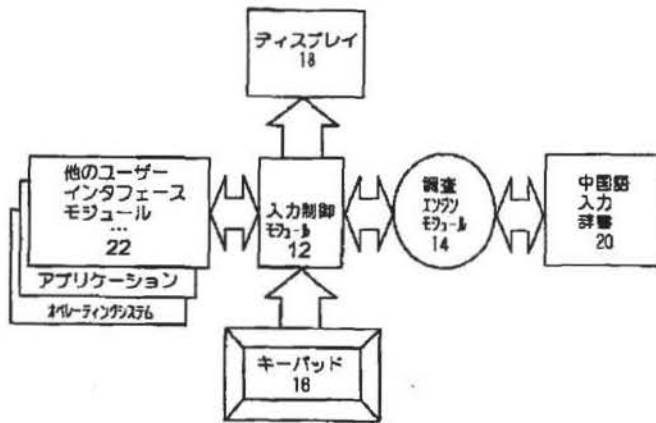 ディスプレイ
18
他のユーザー
インタフェース
モジュール
…
22
アプリケーション
オペレーティングシステム
入力制御
モジュール
12
調査
エンジン
モジュール
14
中国語
入力
辞書
20
キーパッド
16